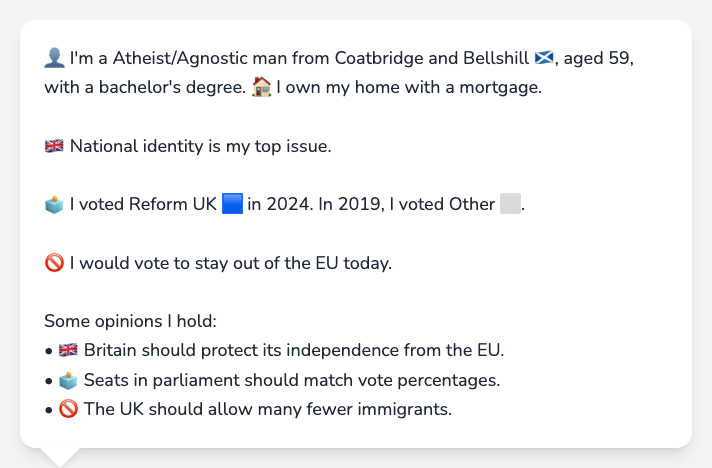 👤 I'm a Atheist/Agnostic man from Coatbridge and Bellshill 🏴󠁧󠁢󠁳󠁣󠁴󠁿, aged 59,
with a bachelor's degree. 🏠 I own my home with a mortgage.
🇬🇧 National identity is my top issue.
🗳️ I voted Reform UK 🟦 in 2024. In 2019, I voted Other ⬜.
🚫 I would vote to stay out of the EU today.
Some opinions I hold:
• 🇬🇧 Britain should protect its independence from the EU.
• 🗳️ Seats in parliament should match vote percentages.
• 🚫 The UK should allow many fewer immigrants.